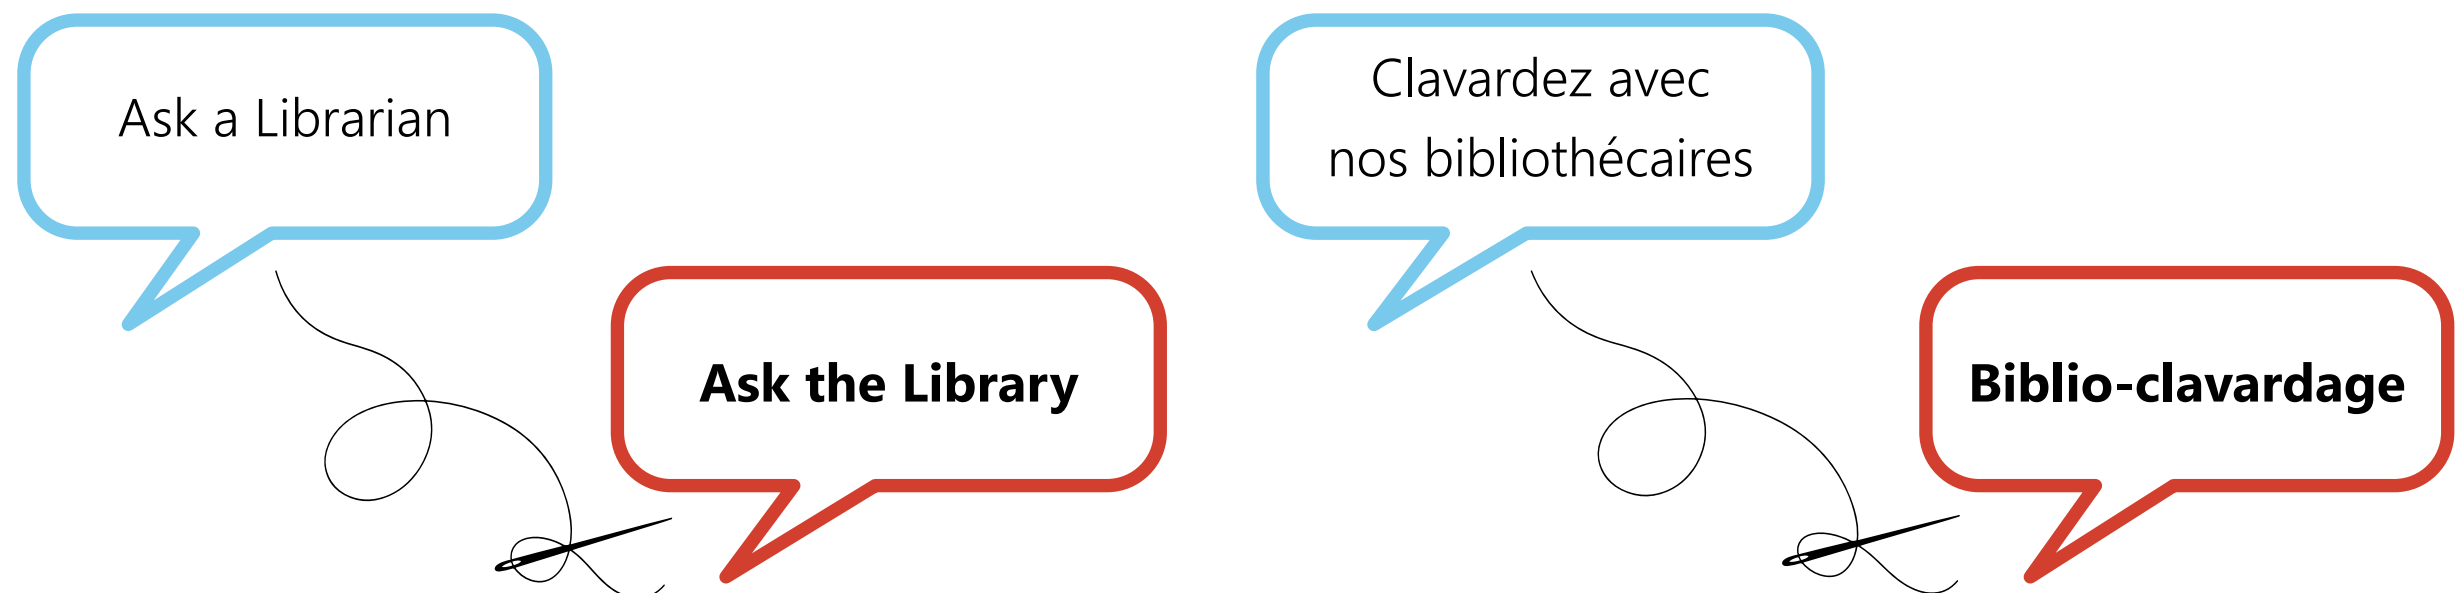 Ask a Librarian
Ask the Library
Clavardez avec
nos bibliothécaires
Biblio-clavardage